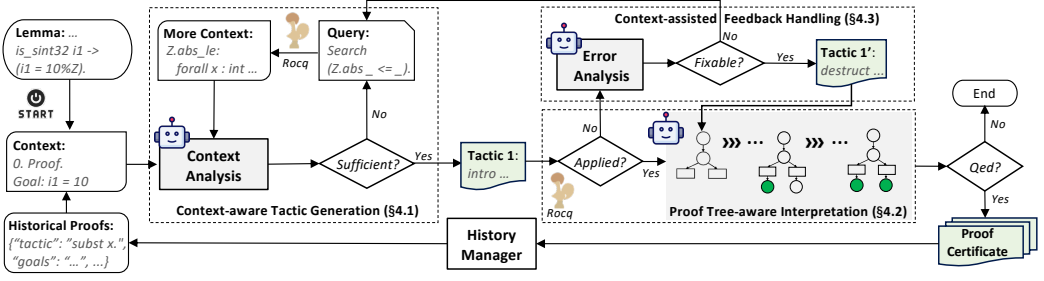 Lemma: ...
is_sint32 i1 ->
(i1 = 10%Z).
START
Context:
0. Proof.
Goal: i1 = 10
Historical Proofs:
{"tactic": "subst x.",
"goals": "...", ...}
More Context:
Z.abs_le:
forall x : int ...
Rocq
Query:
Search
(Z.abs _ <= _).
No
Context
Analysis
Sufficient?
Yes
Context-aware Tactic Generation (§4.1)
Tactic 1:
intro ...
Context-assisted Feedback Handling (§4.3)
Error
Analysis
No
Fixable?
Yes
Tactic 1':
destruct ...
No
Applied?
Yes
Rocq
»» ... »» ...
Proof Tree-aware Interpretation (§4.2)
End
No
Qed?
Yes
Proof
Certificate
History
Manager